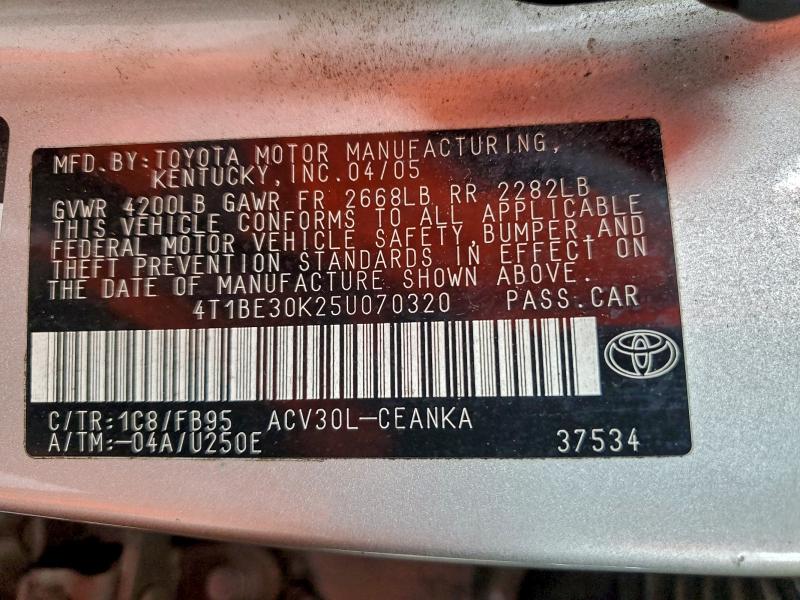 MFD. BY: TOYOTA MOTOR MANUFACTURING,
KENTUCKY, INC. 04/05
GVWR 4200LB GAWR FR 2668LB RR 2282LB
THIS VEHICLE CONFORMS TO ALL APPLICABLE
FEDERAL MOTOR VEHICLE SAFETY, BUMPER, AND
THEFT PREVENTION STANDARDS IN EFFECT ON
THE DATE OF MANUFACTURE SHOWN ABOVE.
4T1BE30K25U070320 PASS. CAR
C/TR: 1C8/FB95 ACV30L-CEANKA
A/TM: -04A/U250E 37534